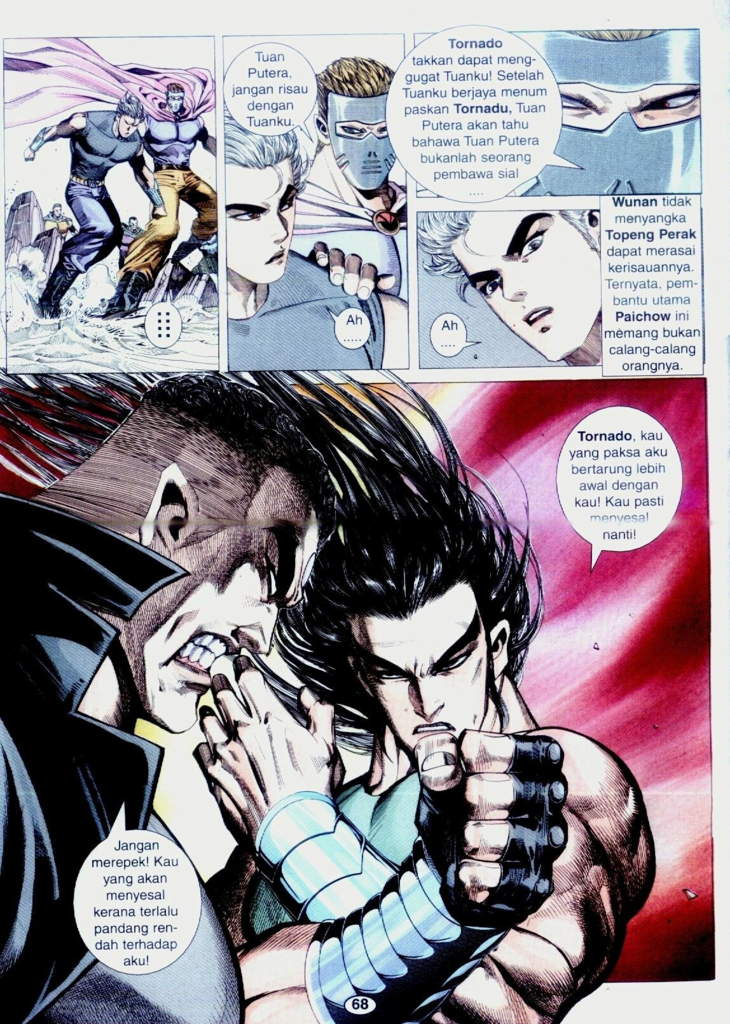 Tuan
Putera,
jangan risau
dengan
Tuanku.
Tornado
takkan dapat meng-
gugat Tuanku! Setelah
Tuanku berjaya menum
paskan Tornadu, Tuan
Putera akan tahu
bahawa Tuan Putera
bukanlah seorang
pembawa sial
....
Ah
.....
Ah
.....
Wunan tidak
menyangka
Topeng Perak
dapat merasai
kerisauannya.
Ternyata, pem-
bantu utama
Paichow ini
memang bukan
calang-calang
orangnya.
Tornado, kau
yang paksa aku
bertarung lebih
awal dengan
kau! Kau pasti
menyesal
nanti!
Jangan
merepek! Kau
yang akan
menyesal
kerana terlalu
pandang ren-
dah terhadap
aku!
68